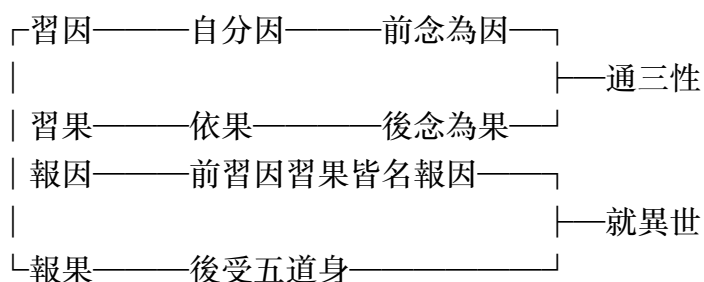 ┌習因———自分因———前念為因—┐
│ ├—通三性
│習果———依果————後念為果—┘
│報因———前習因習果皆名報因——┐
│ ├—就異世
└報果———後受五道身———————┘